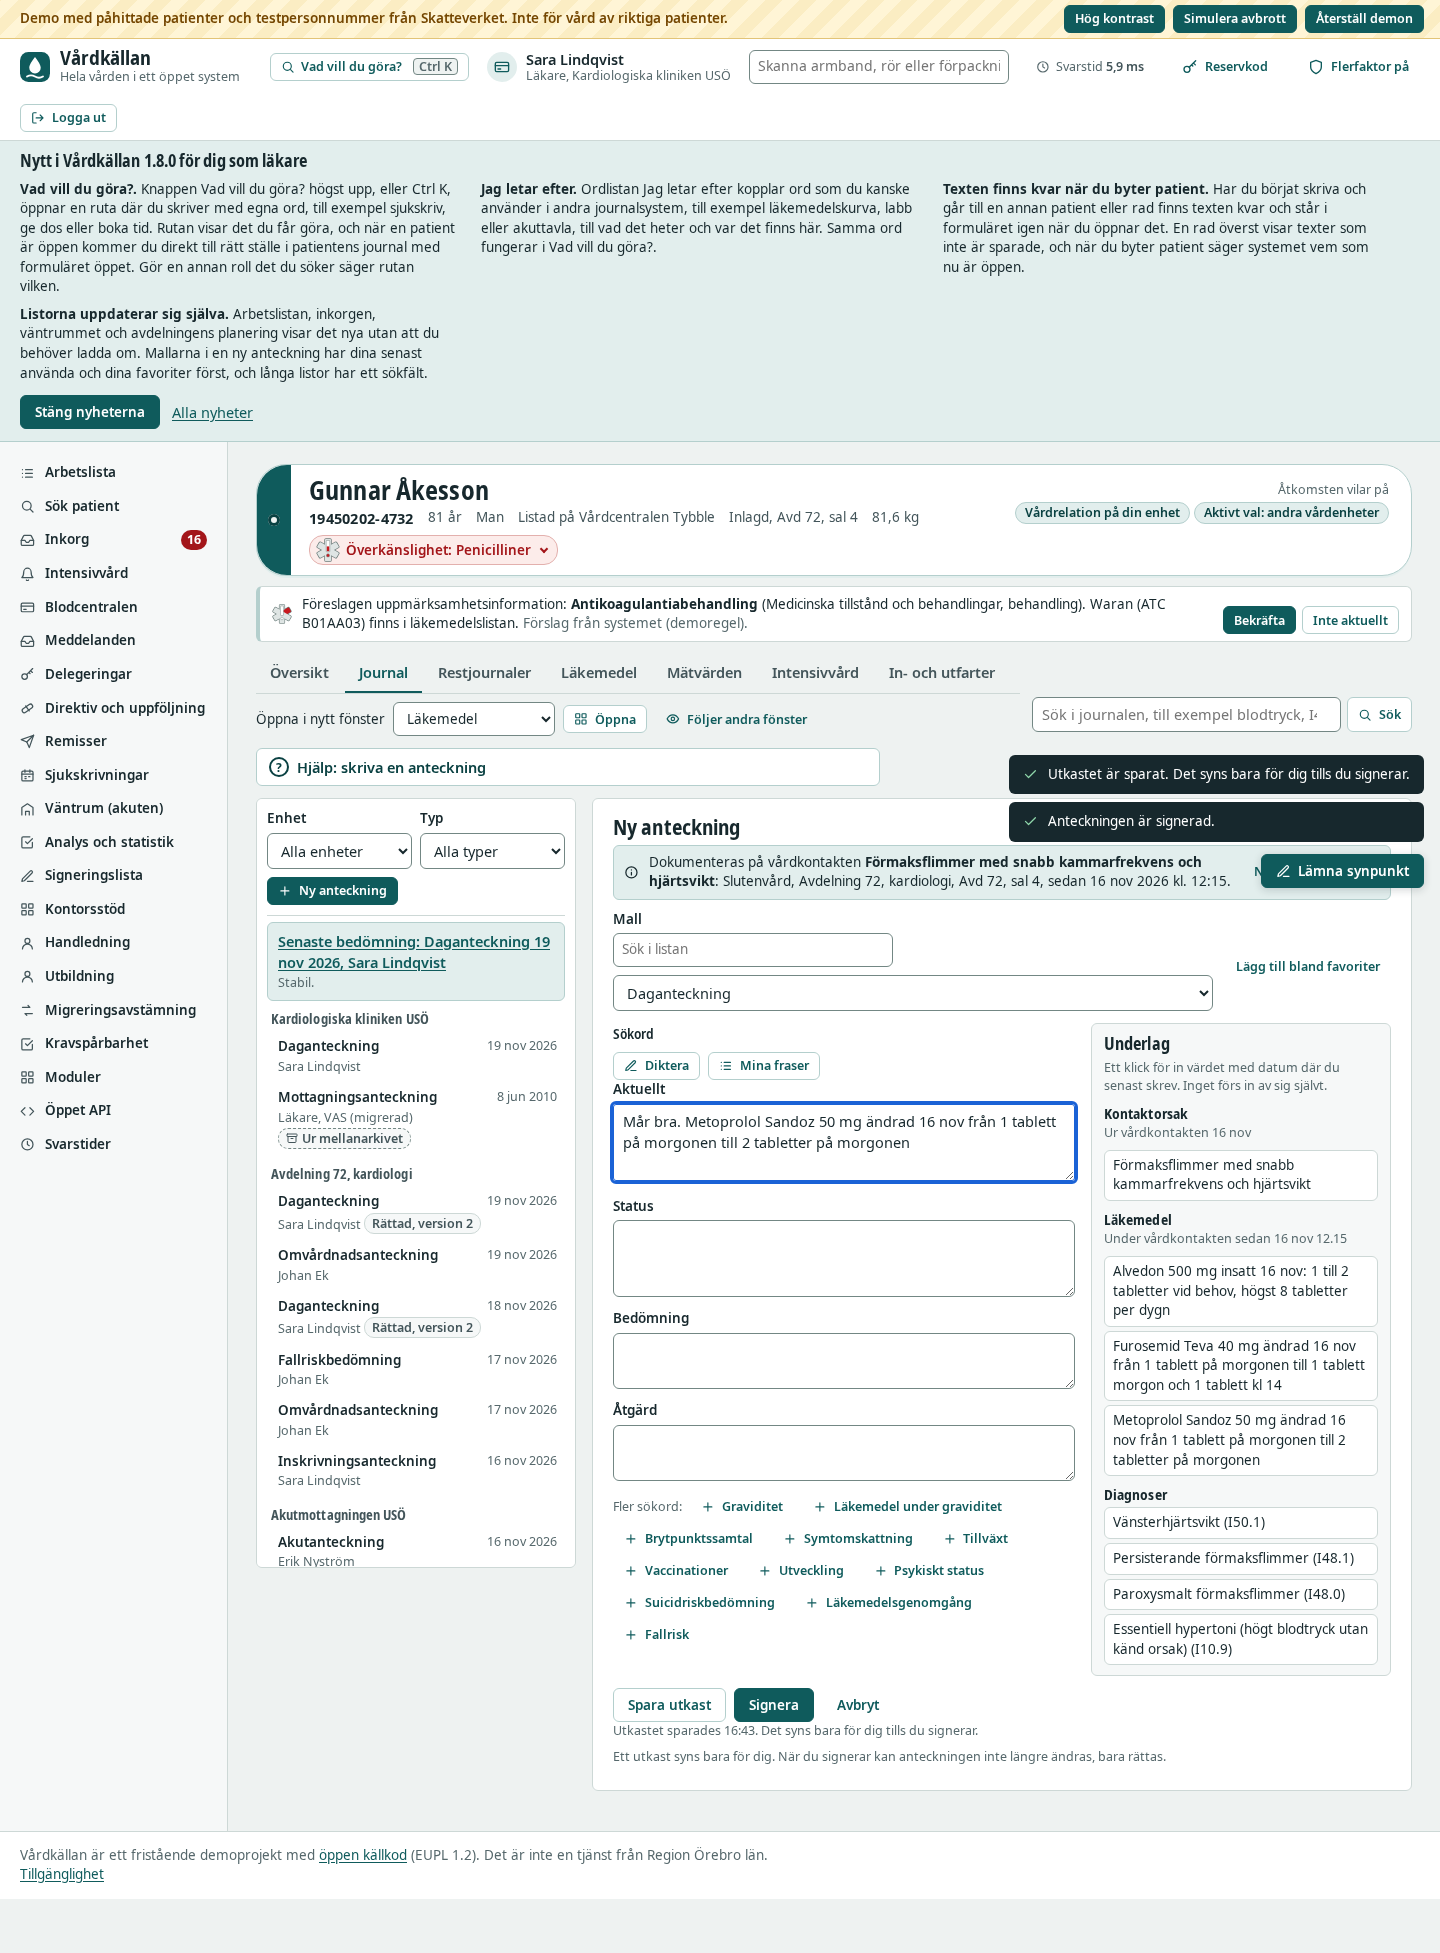 Demo med påhittade patienter och testpersonnummer från Skatteverket. Inte för vård av riktiga patienter.
Hög kontrast
Simulera avbrott
Återställ demon
Vårdkällan
Hela vården i ett öppet system
Vad vill du göra? Ctrl K
Sara Lindqvist
Läkare, Kardiologiska kliniken USÖ
Skanna armband, rör eller förpackni
Svarstid 5,9 ms
Reservkod
Flerfaktor på
Logga ut
Nytt i Vårdkällan 1.8.0 för dig som läkare
Vad vill du göra?. Knappen Vad vill du göra? högst upp, eller Ctrl K,
öppnar en ruta där du skriver med egna ord, till exempel sjukskriv,
ge dos eller boka tid. Rutan visar det du får göra, och när en patient
är öppen kommer du direkt till rätt ställe i patientens journal med
formuläret öppet. Gör en annan roll det du söker säger rutan
vilken.
Jag letar efter. Ordlistan Jag letar efter kopplar ord som du kanske
använder i andra journalsystem, till exempel läkemedelskurva, labb
eller akuttavla, till vad det heter och var det finns här. Samma ord
fungerar i Vad vill du göra?.
Texten finns kvar när du byter patient. Har du börjat skriva och
går till en annan patient eller rad finns texten kvar och står i
formuläret igen när du öppnar det. En rad överst visar texter som
inte är sparade, och när du byter patient säger systemet vem som
nu är öppen.
Listorna uppdaterar sig själva. Arbetslistan, inkorgen,
väntrummet och avdelningens planering visar det nya utan att du
behöver ladda om. Mallarna i en ny anteckning har dina senast
använda och dina favoriter först, och långa listor har ett sökfält.
Stäng nyheterna
Alla nyheter
Arbetslista
Sök patient
Inkorg 16
Intensivvård
Blodcentralen
Meddelanden
Delegeringar
Direktiv och uppföljning
Remisser
Sjukskrivningar
Väntrum (akuten)
Analys och statistik
Signeringslista
Kontorsstöd
Handledning
Utbildning
Migreringsavstämning
Kravspårbarhet
Moduler
Öppet API
Svarstider
Gunnar Åkesson
19450202-4732 81 år Man Listad på Vårdcentralen Tybble Inlagd, Avd 72, sal 4 81,6 kg
Överkänslighet: Penicilliner
Åtkomsten vilar på
Vårdrelation på din enhet
Aktivt val: andra vårdenheter
Föreslagen uppmärksamhetsinformation: Antikoagulantiabehandling (Medicinska tillstånd och behandlingar, behandling). Waran (ATC
B01AA03) finns i läkemedelslistan. Förslag från systemet (demoregel).
Bekräfta
Inte aktuellt
Översikt
Journal
Restjournaler
Läkemedel
Mätvärden
Intensivvård
In- och utfarter
Öppna i nytt fönster
Läkemedel
Öppna
Följer andra fönster
Sök i journalen, till exempel blodtryck, I4
Sök
? Hjälp: skriva en anteckning
Utkastet är sparat. Det syns bara för dig tills du signerar.
Anteckningen är signerad.
Lämna synpunkt
Enhet
Typ
Alla enheter
Alla typer
Ny anteckning
Senaste bedömning: Daganteckning 19
nov 2026, Sara Lindqvist
Stabil.
Kardiologiska kliniken USÖ
Daganteckning 19 nov 2026
Sara Lindqvist
Mottagningsanteckning 8 jun 2010
Läkare, VAS (migrerad)
Ur mellanarkivet
Avdelning 72, kardiologi
Daganteckning 19 nov 2026
Sara Lindqvist Rättad, version 2
Omvårdnadsanteckning 19 nov 2026
Johan Ek
Daganteckning 18 nov 2026
Sara Lindqvist Rättad, version 2
Fallriskbedömning 17 nov 2026
Johan Ek
Omvårdnadsanteckning 17 nov 2026
Johan Ek
Inskrivningsanteckning 16 nov 2026
Sara Lindqvist
Akutmottagningen USÖ
Akutanteckning 16 nov 2026
Erik Nyström
Ny anteckning
Dokumenteras på vårdkontakten Förmaksflimmer med snabb kammarfrekvens och
hjärtsvikt: Slutenvård, Avdelning 72, kardiologi, Avd 72, sal 4, sedan 16 nov 2026 kl. 12:15.
Mall
Sök i listan
Daganteckning
Lägg till bland favoriter
Sökord
Diktera
Mina fraser
Aktuellt
Mår bra. Metoprolol Sandoz 50 mg ändrad 16 nov från 1 tablett
på morgonen till 2 tabletter på morgonen
Status
Bedömning
Åtgärd
Fler sökord:
Graviditet
Läkemedel under graviditet
Brytpunktssamtal
Symtomskattning
Tillväxt
Vaccinationer
Utveckling
Psykiskt status
Suicidriskbedömning
Läkemedelsgenomgång
Fallrisk
Underlag
Ett klick för in värdet med datum där du
senast skrev. Inget förs in av sig självt.
Kontaktorsak
Ur vårdkontakten 16 nov
Förmaksflimmer med snabb
kammarfrekvens och hjärtsvikt
Läkemedel
Under vårdkontakten sedan 16 nov 12.15
Alvedon 500 mg insatt 16 nov: 1 till 2
tabletter vid behov, högst 8 tabletter
per dygn
Furosemid Teva 40 mg ändrad 16 nov
från 1 tablett på morgonen till 1 tablett
morgon och 1 tablett kl 14
Metoprolol Sandoz 50 mg ändrad 16
nov från 1 tablett på morgonen till 2
tabletter på morgonen
Diagnoser
Vänsterhjärtsvikt (I50.1)
Persisterande förmaksflimmer (I48.1)
Paroxysmalt förmaksflimmer (I48.0)
Essentiell hypertoni (högt blodtryck utan
känd orsak) (I10.9)
Spara utkast
Signera
Avbryt
Utkastet sparades 16:43. Det syns bara för dig tills du signerar.
Ett utkast syns bara för dig. När du signerar kan anteckningen inte längre ändras, bara rättas.
Vårdkällan är ett fristående demoprojekt med öppen källkod (EUPL 1.2). Det är inte en tjänst från Region Örebro län.
Tillgänglighet